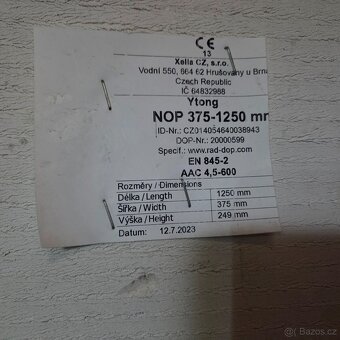 CE
13
Xella CZ, s.r.o.
Vodní 550, 664 62 Hrušovany u Brna
Czech Republic
IČ 64832988
Ytong
NOP 375-1250 mm
ID-Nr.: CZ014054640038943
DOP-Nr.: 20000599
Specif.: www.rad-dop.com
EN 845-2
AAC 4,5-600
Rozměry / Dimensions
Délka / Length 1250 mm
Šířka / Width 375 mm
Výška / Height 249 mm
Datum: 12.7.2023
© Bazos.cz